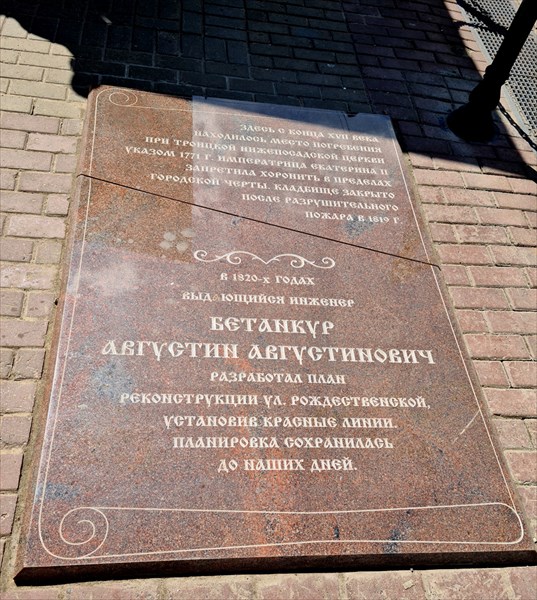 ЗДЕСЬ С КОНЦА XVII ВЕКА
НАХОДИЛОСЬ МЕСТО ПОГРЕБЕНИЯ
ПРИ ТРОИЦКОЙ НИЖЕПОСАДСКОЙ ЦЕРКВИ
УКАЗОМ 1771 Г. ИМПЕРАТРИЦА ЕКАТЕРИНА II
ЗАПРЕТИЛА ХОРОНИТЬ В ПРЕДЕЛАХ
ГОРОДСКОЙ ЧЕРТЫ. КЛАДБИЩЕ ЗАКРЫТО
ПОСЛЕ РАЗРУШИТЕЛЬНОГО
ПОЖАРА В 1819 Г.
В 1820-Х ГОДАХ
ВЫДАЮЩИЙСЯ ИНЖЕНЕР
БЕТАНКУР
АВГУСТИН АВГУСТИНОВИЧ
РАЗРАБОТАЛ ПЛАН
РЕКОНСТРУКЦИИ УЛ. РОЖДЕСТВЕНСКОЙ,
УСТАНОВИВ КРАСНЫЕ ЛИНИИ.
ПЛАНИРОВКА СОХРАНИЛАСЬ
ДО НАШИХ ДНЕЙ.